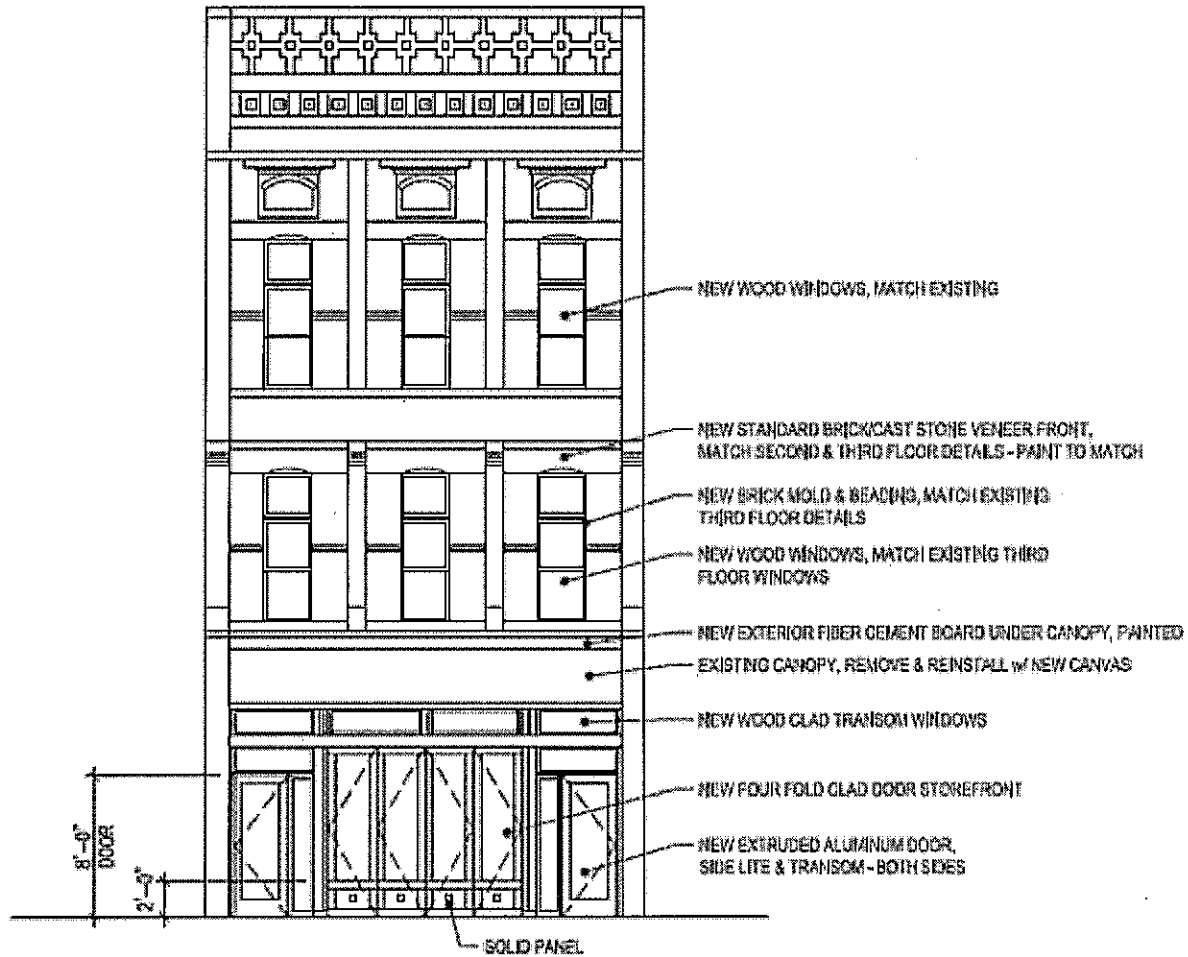 NEW WOOD WINDOWS, MATCH EXISTING
NEW STANDARD BRICK/CAST STONE VENEER FRONT,
MATCH SECOND & THIRD FLOOR DETAILS - PAINT TO MATCH
NEW BRICK MOLD & BEADING, MATCH EXISTING
THIRD FLOOR DETAILS
NEW WOOD WINDOWS, MATCH EXISTING THIRD
FLOOR WINDOWS
NEW EXTERIOR FIBER CEMENT BOARD UNDER CANOPY, PAINTED
EXISTING CANOPY, REMOVE & REINSTALL w/ NEW CANVAS
NEW WOOD CLAD TRANSOM WINDOWS
NEW FOUR FOLD CLAD DOOR STOREFRONT
NEW EXTRUDED ALUMINUM DOOR,
SIDE LITE & TRANSOM - BOTH SIDES
8'-0"
DOOR
2'-0"
SOLID PANEL